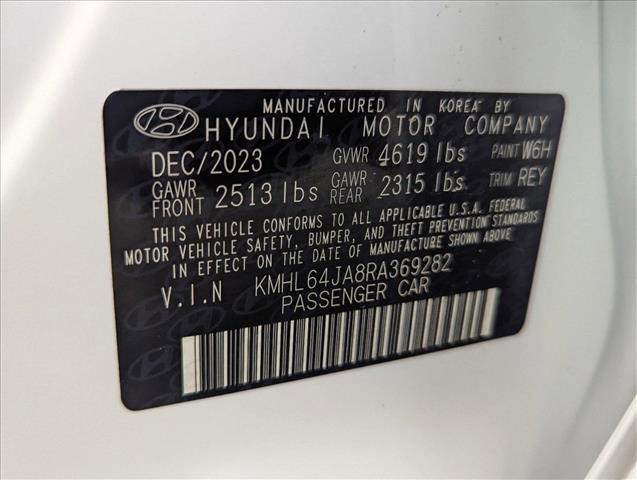 MANUFACTURED IN KOREA BY
HYUNDAI MOTOR COMPANY
DEC/2023 GVWR 4619 lbs PAINT W6H
GAWR FRONT 2513 lbs GAWR REAR 2315 lbs TRIM REY
THIS VEHICLE CONFORMS TO ALL APPLICABLE U.S.A. FEDERAL
MOTOR VEHICLE SAFETY, BUMPER, AND THEFT PREVENTION STANDARDS
IN EFFECT ON THE DATE OF MANUFACTURE SHOWN ABOVE
V.I.N KMHL64JA8RA369282
PASSENGER CAR